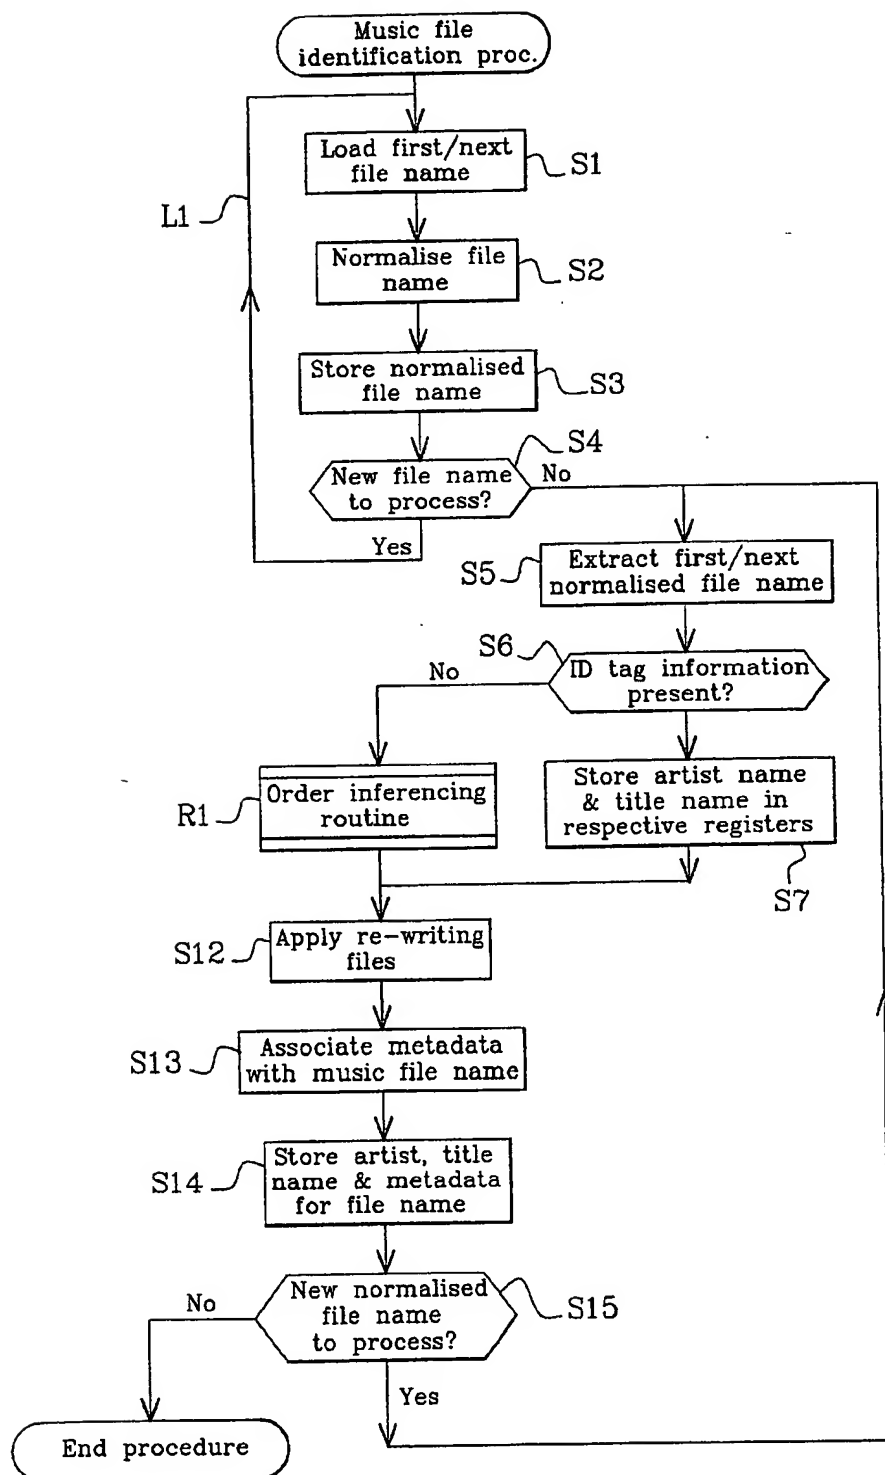 Music file
identification proc.
Load first/next
file name
S1
L1
Normalise file
name
S2
Store normalised
file name
S3
S4
New file name
to process?
No
Yes
S5
Extract first/next
normalised file name
S6
No
ID tag information
present?
R1
Order inferencing
routine
Store artist name
& title name in
respective registers
S7
S12
Apply re-writing
files
S13
Associate metadata
with music file name
S14
Store artist, title
name & metadata
for file name
No
New normalised
file name
to process?
S15
Yes
End procedure